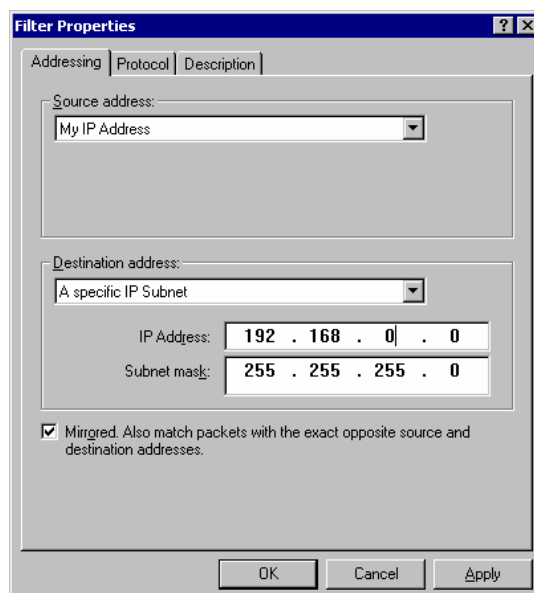 Filter Properties
Addressing Protocol Description
Source address:
My IP Address
Destination address:
A specific IP Subnet
IP Address: 192 . 168 . 0 . 0
Subnet mask: 255 . 255 . 255 . 0
Mirrored. Also match packets with the exact opposite source and
destination addresses.
OK Cancel Apply